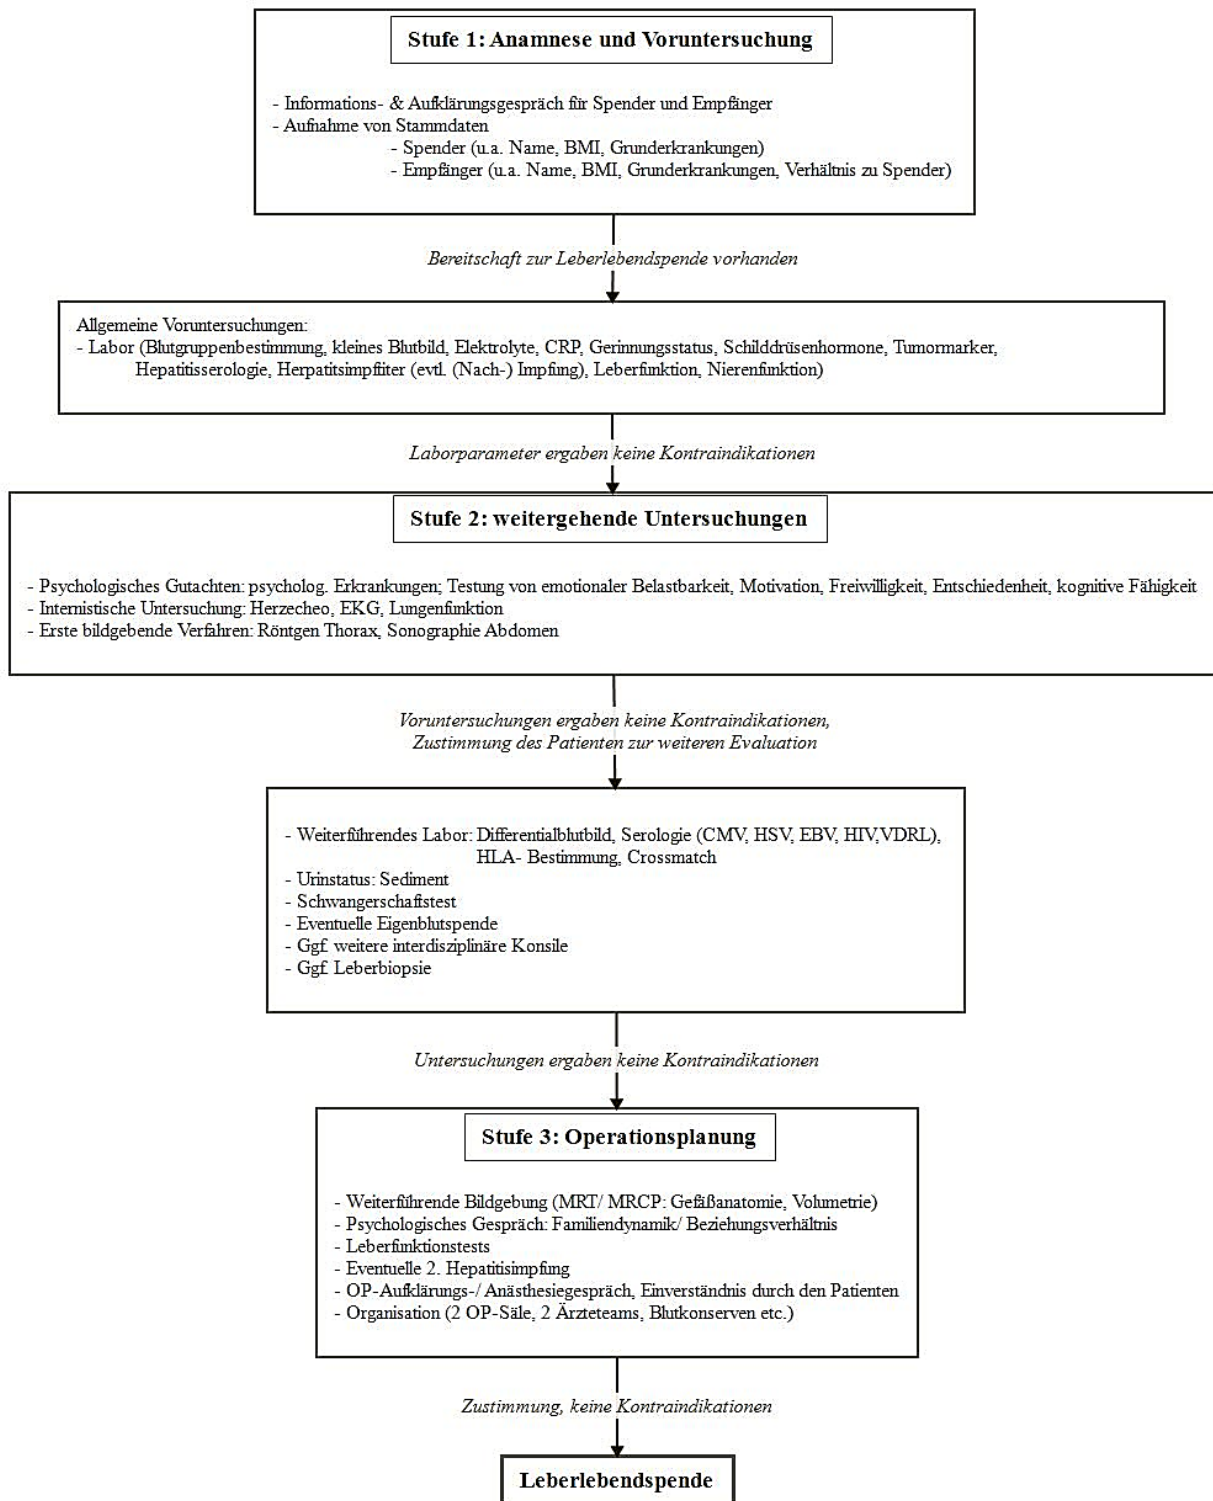 Stufe 1: Anamnese und Voruntersuchung
- Informations- & Aufklärungsgespräch für Spender und Empfänger
- Aufnahme von Stammdaten
- Spender (u.a. Name, BMI, Grunderkrankungen)
- Empfänger (u.a. Name, BMI, Grunderkrankungen, Verhältnis zu Spender)
Bereitschaft zur Leberlebendspende vorhanden
Allgemeine Voruntersuchungen:
- Labor (Blutgruppenbestimmung, kleines Blutbild, Elektrolyte, CRP, Gerinnungsstatus, Schilddrüsenhormone, Tumormarker,
Hepatitisserologie, Herpatitsimpftiter (evtl. (Nach-) Impfung), Leberfunktion, Nierenfunktion)
Laborparameter ergaben keine Kontraindikationen
Stufe 2: weitergehende Untersuchungen
- Psychologisches Gutachten: psycholog. Erkrankungen; Testung von emotionaler Belastbarkeit, Motivation, Freiwilligkeit, Entschiedenheit, kognitive Fähigkeit
- Internistische Untersuchung: Herzecheo, EKG, Lungenfinktion
- Erste bildgebende Verfahren: Röntgen Thorax, Sonographie Abdomen
Voruntersuchungen ergaben keine Kontraindikationen,
Zustimmung des Patienten zur weiteren Evaluation
- Weiterführendes Labor: Differentialblutbild, Serologie (CMV, HSV, EBV, HIV,VDRL),
HLA- Bestimmung, Crossmatch
- Urinstatus: Sediment
- Schwangerschaftstest
- Eventuelle Eigenblutspende
- Ggf. weitere interdisziplinäre Konsile
- Ggf. Leberbiopsie
Untersuchungen ergaben keine Kontraindikationen
Stufe 3: Operationsplanung
- Weiterführende Bildgebung (MRT/ MRCP: Gefäßanatomie, Volumetrie)
- Psychologisches Gespräch: Familiendynamik/ Beziehungsverhältnis
- Leberfunktionstests
- Eventuelle 2. Hepatitisimpfung
- OP-Aufklärungs-/ Anästhesiegespräch, Einverständnis durch den Patienten
- Organisation (2 OP-Säle, 2 Ärzteteams, Blutkonserven etc.)
Zustimmung, keine Kontraindikationen
Leberlebendspende